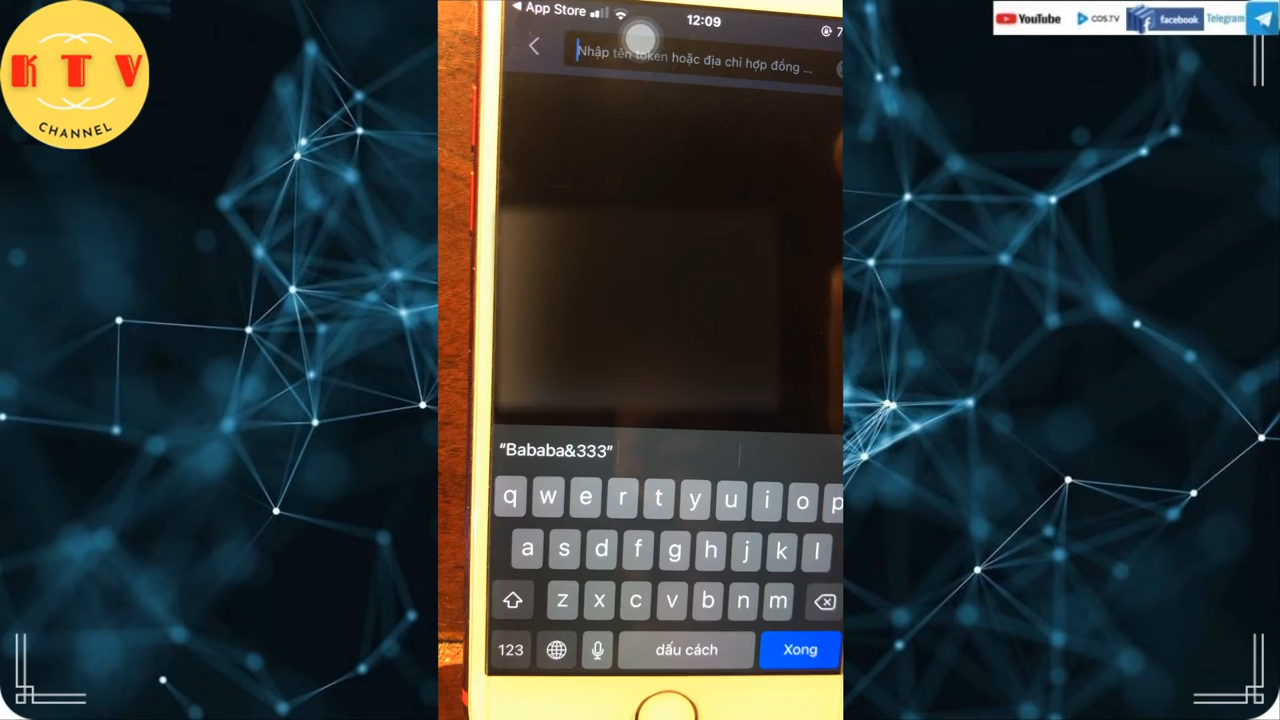 K T V
CHANNEL
YouTube COS.TV facebook Telegram
App Store 12:09 7
Nhập tên token hoặc địa chỉ hợp đồng ...
“Bababa&333”
q w e r t y u i o p
a s d f g h j k l
z x c v b n m
123 dấu cách Xong